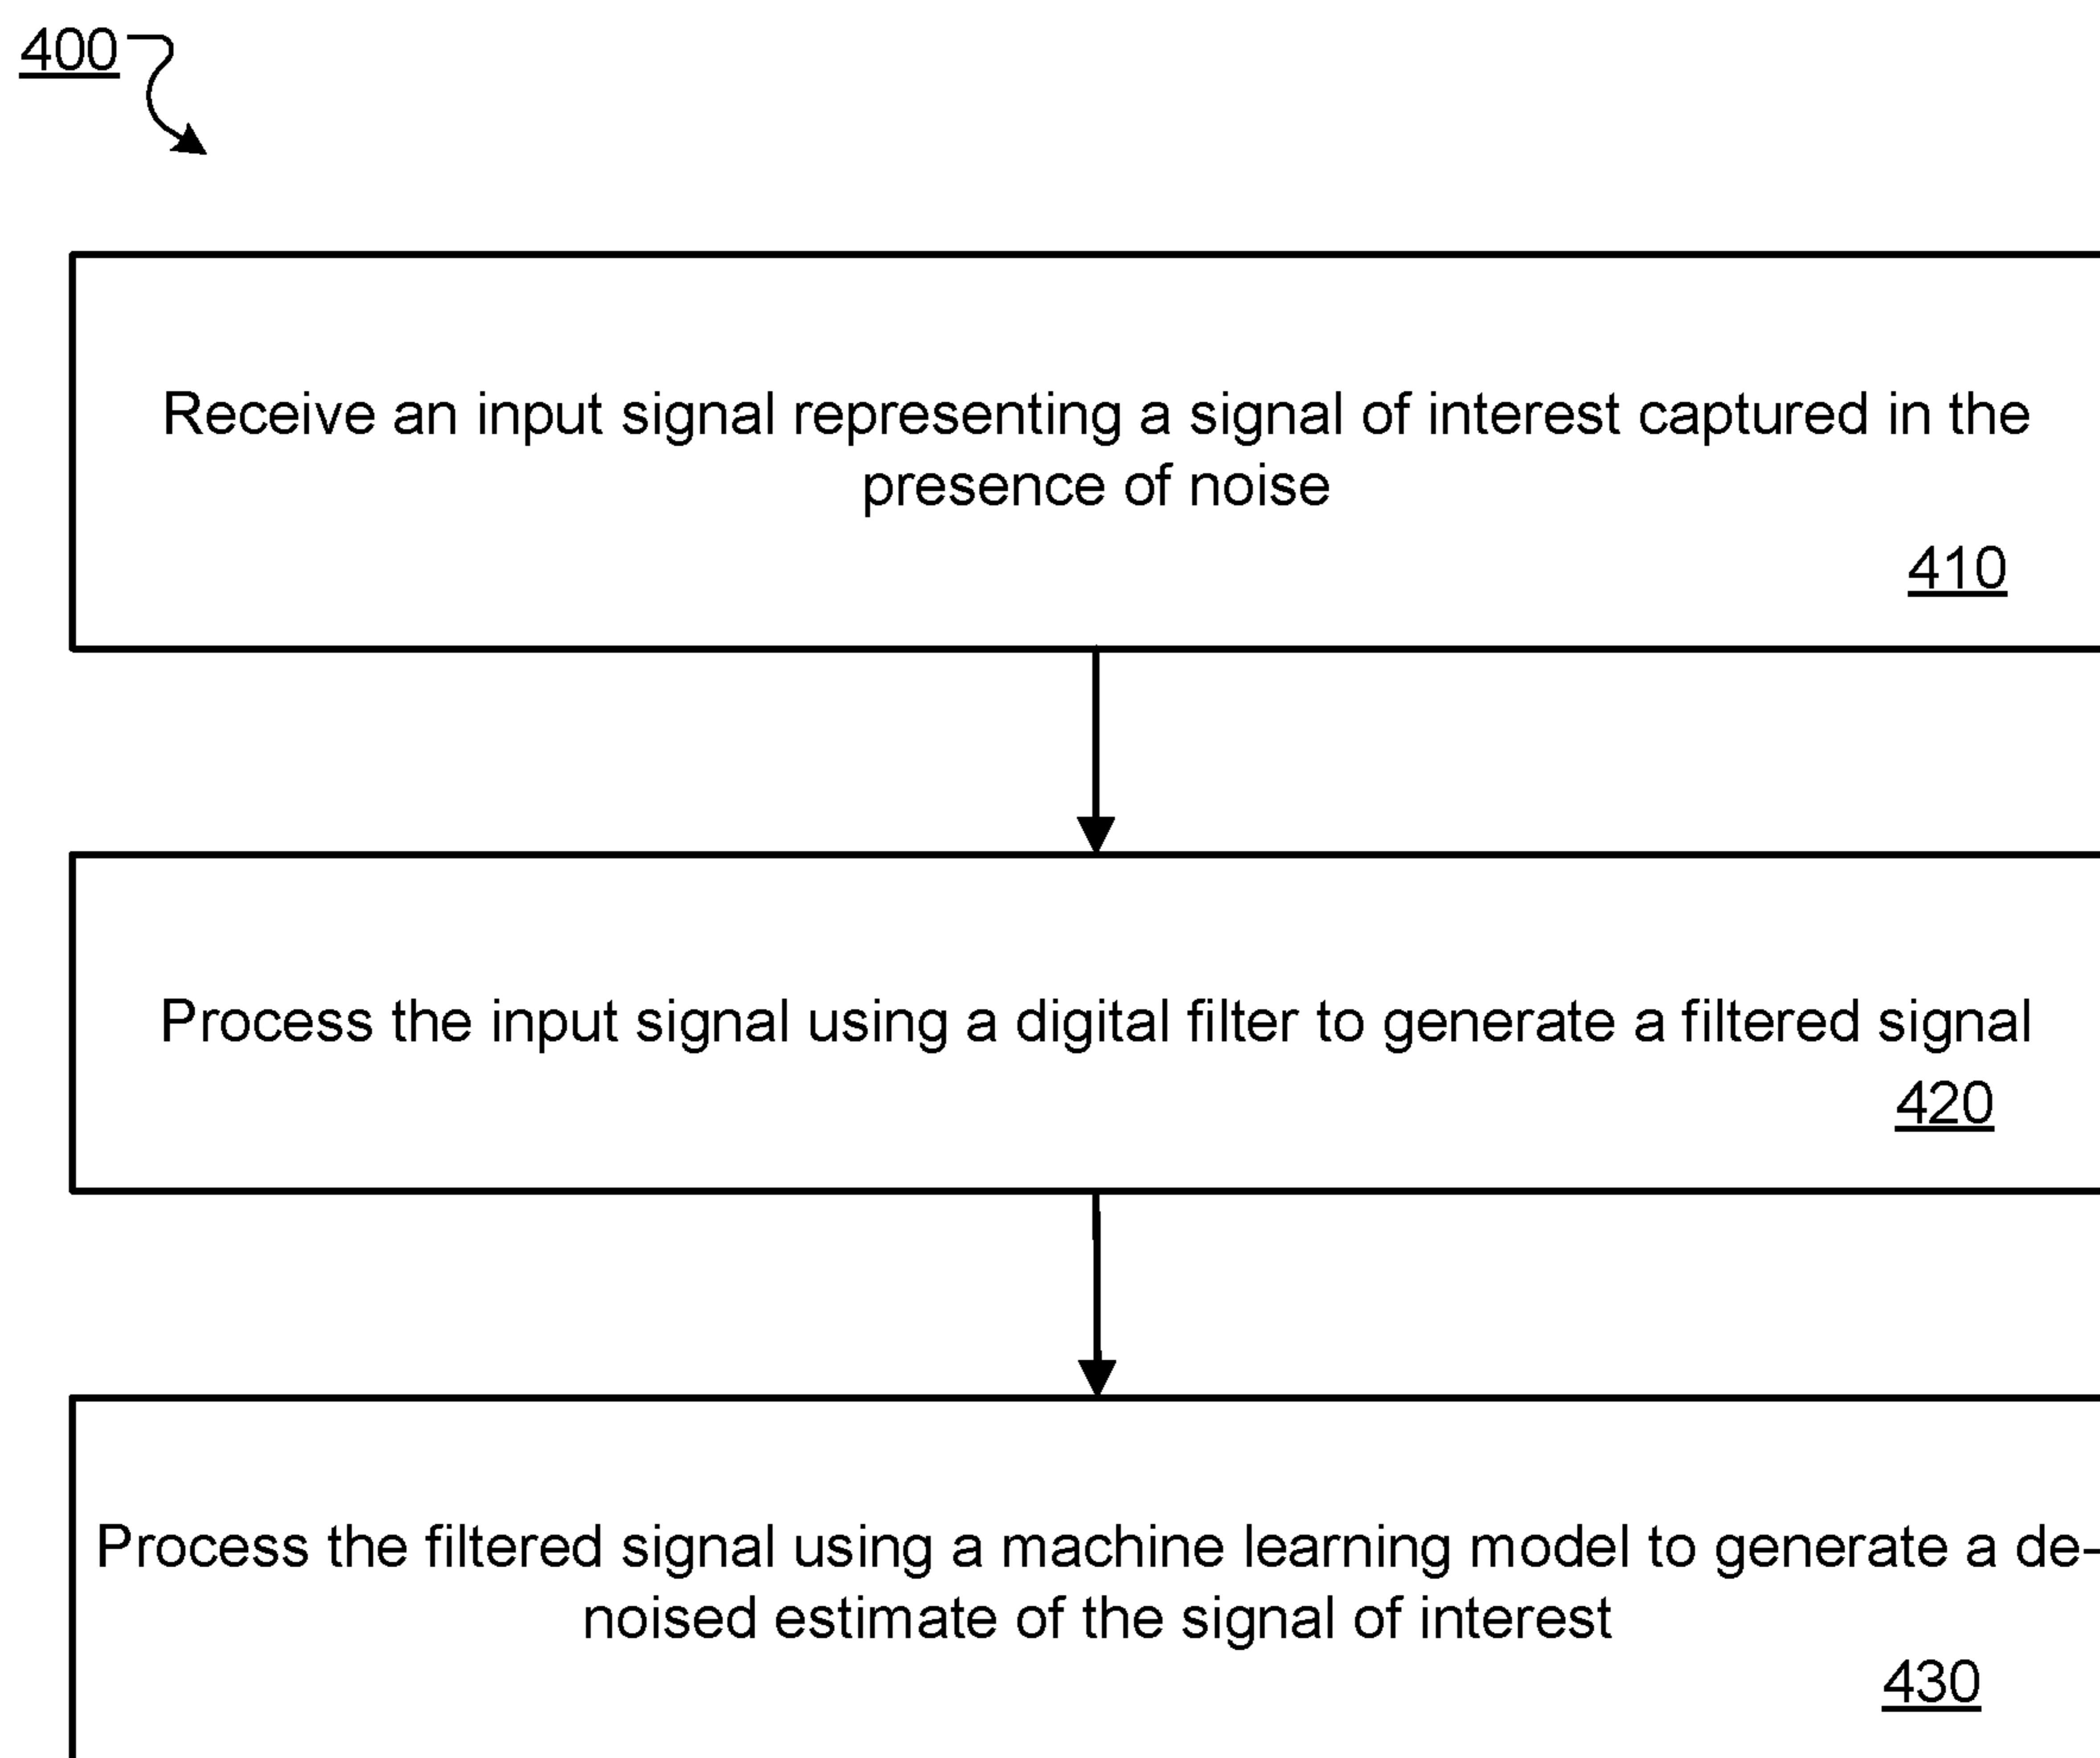 400
Receive an input signal representing a signal of interest captured in the
presence of noise
410
Process the input signal using a digital filter to generate a filtered signal
420
Process the filtered signal using a machine learning model to generate a de-
noised estimate of the signal of interest
430